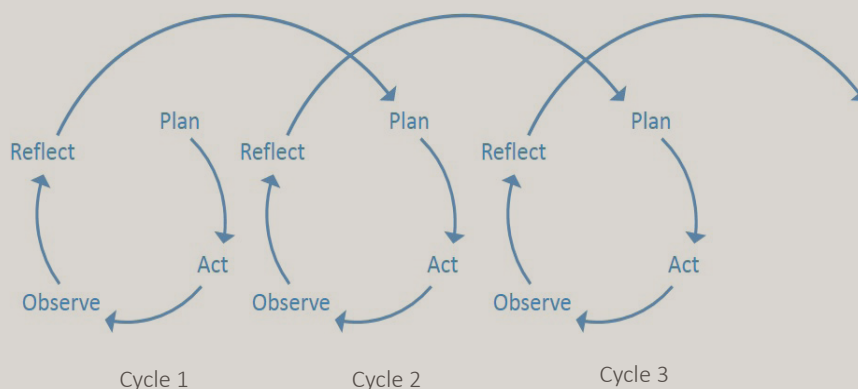 Plan
Act
Observe
Reflect
Cycle 1
Plan
Act
Observe
Reflect
Cycle 2
Plan
Act
Observe
Reflect
Cycle 3